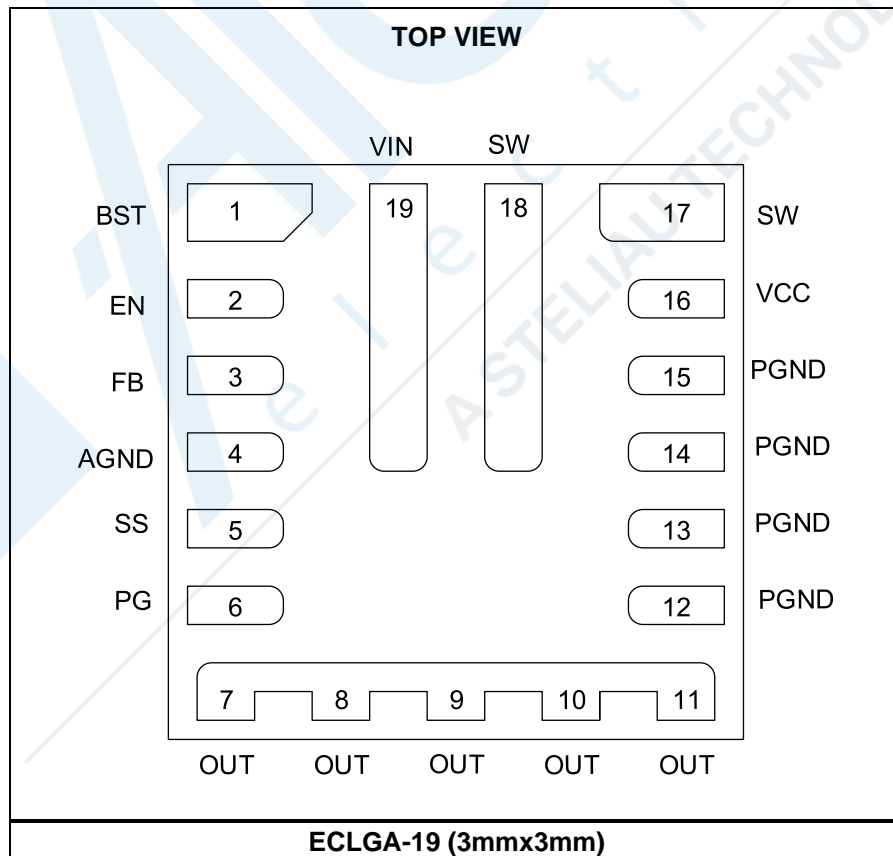 TOP VIEW
VIN SW
BST 1 19 18 17 SW
EN 2 16 VCC
FB 3 15 PGND
AGND 4 14 PGND
SS 5 13 PGND
PG 6 12 PGND
7 8 9 10 11
OUT OUT OUT OUT OUT
ECLGA-19 (3mmx3mm)
e l e c t r
A STELIAU TECHNOL